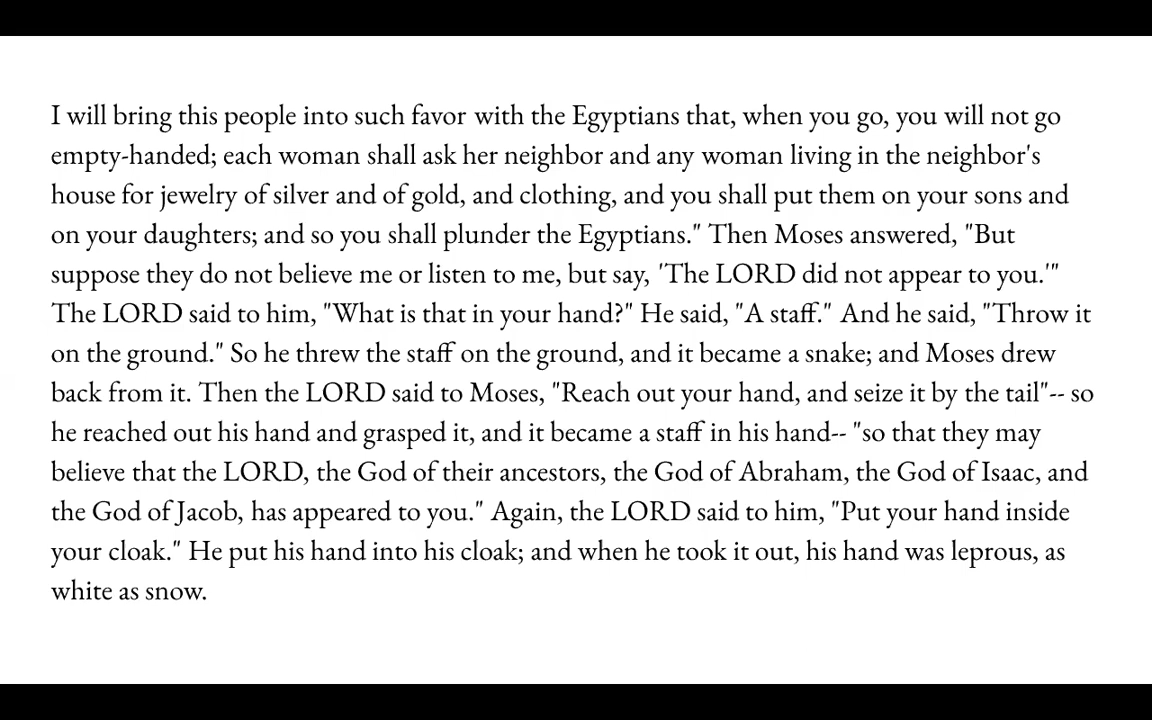 I will bring this people into such favor with the Egyptians that, when you go, you will not go
empty-handed; each woman shall ask her neighbor and any woman living in the neighbor's
house for jewelry of silver and of gold, and clothing, and you shall put them on your sons and
on your daughters; and so you shall plunder the Egyptians." Then Moses answered, "But
suppose they do not believe me or listen to me, but say, 'The LORD did not appear to you.'"
The LORD said to him, "What is that in your hand?" He said, "A staff." And he said, "Throw it
on the ground." So he threw the staff on the ground, and it became a snake; and Moses drew
back from it. Then the LORD said to Moses, "Reach out your hand, and seize it by the tail"-- so
he reached out his hand and grasped it, and it became a staff in his hand-- "so that they may
believe that the LORD, the God of their ancestors, the God of Abraham, the God of Isaac, and
the God of Jacob, has appeared to you." Again, the LORD said to him, "Put your hand inside
your cloak." He put his hand into his cloak; and when he took it out, his hand was leprous, as
white as snow.